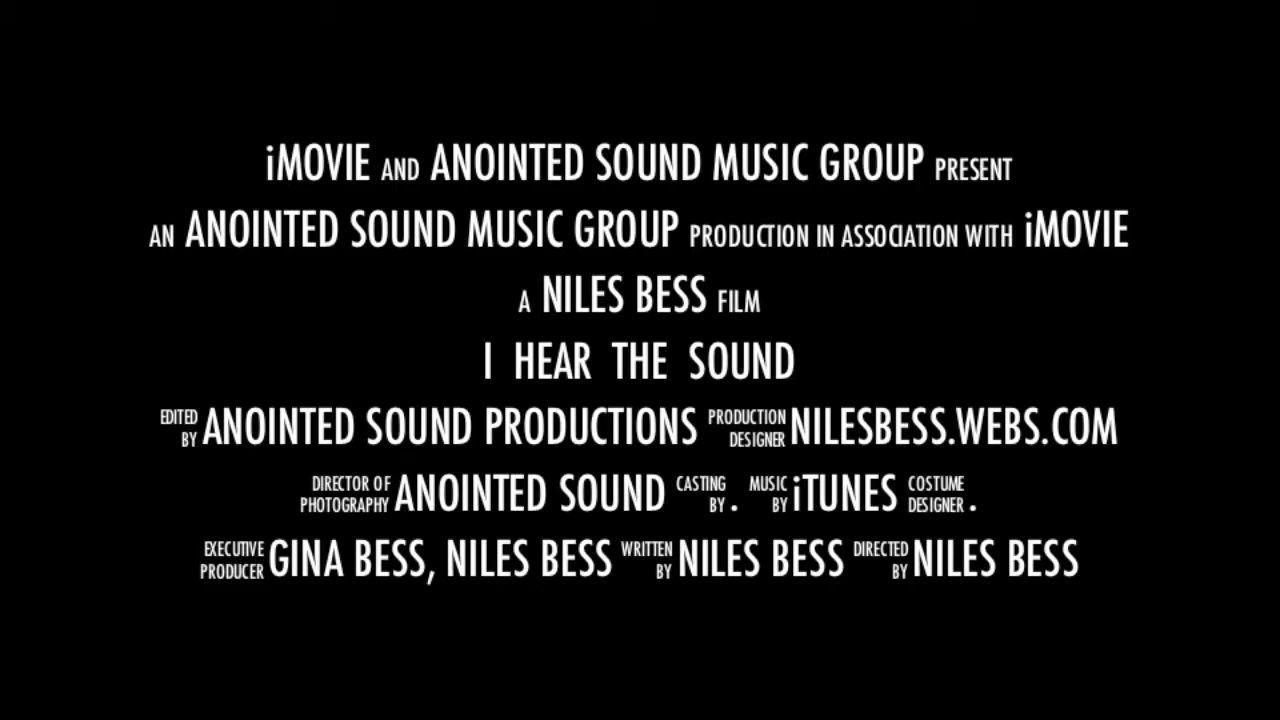 iMOVIE AND ANOINTED SOUND MUSIC GROUP PRESENT
AN ANOINTED SOUND MUSIC GROUP PRODUCTION IN ASSOCIATION WITH iMOVIE
A NILES BESS FILM
I HEAR THE SOUND
EDITED BY ANOINTED SOUND PRODUCTIONS PRODUCTION DESIGNER NILESBESS.WEBS.COM
DIRECTOR OF PHOTOGRAPHY ANOINTED SOUND CASTING BY . MUSIC BY iTUNES COSTUME DESIGNER .
EXECUTIVE PRODUCER GINA BESS, NILES BESS WRITTEN BY NILES BESS DIRECTED BY NILES BESS